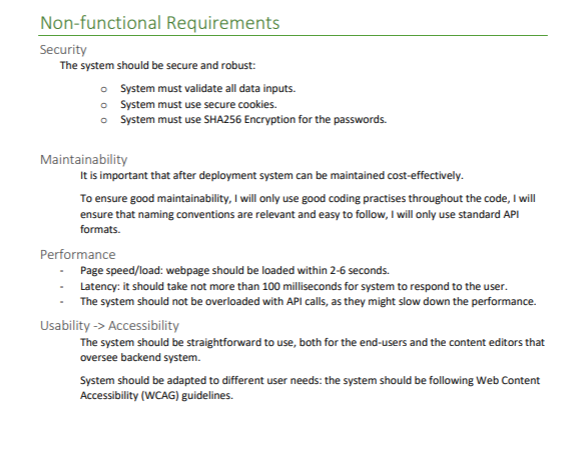 Non-functional Requirements
Security
The system should be secure and robust:
o System must validate all data inputs.
o System must use secure cookies.
o System must use SHA256 Encryption for the passwords.
Maintainability
It is important that after deployment system can be maintained cost-effectively.
To ensure good maintainability, I will only use good coding practises throughout the code, I will
ensure that naming conventions are relevant and easy to follow, I will only use standard API
formats.
Performance
- Page speed/load: webpage should be loaded within 2-6 seconds.
- Latency: it should take not more than 100 milliseconds for system to respond to the user.
- The system should not be overloaded with API calls, as they might slow down the performance.
Usability -> Accessibility
The system should be straightforward to use, both for the end-users and the content editors that
oversee backend system.
System should be adapted to different user needs: the system should be following Web Content
Accessibility (WCAG) guidelines.